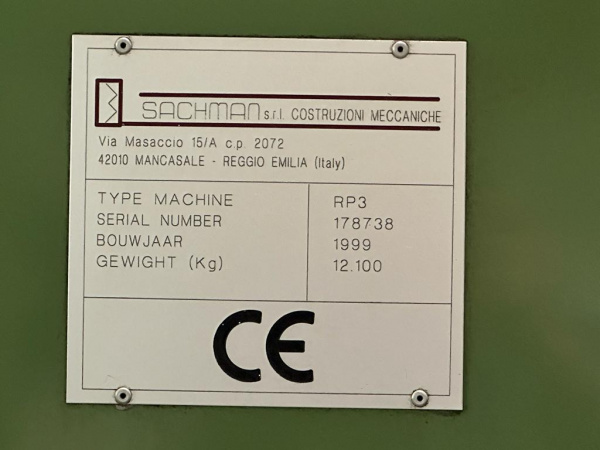 SACHMAN s.r.l. COSTRUZIONI MECCANICHE
Via Masaccio 15/A c.p. 2072
42010 MANCASALE - REGGIO EMILIA (Italy)
TYPE MACHINE RP3
SERIAL NUMBER 178738
BOUWJAAR 1999
GEWIGHT (Kg) 12.100
CE